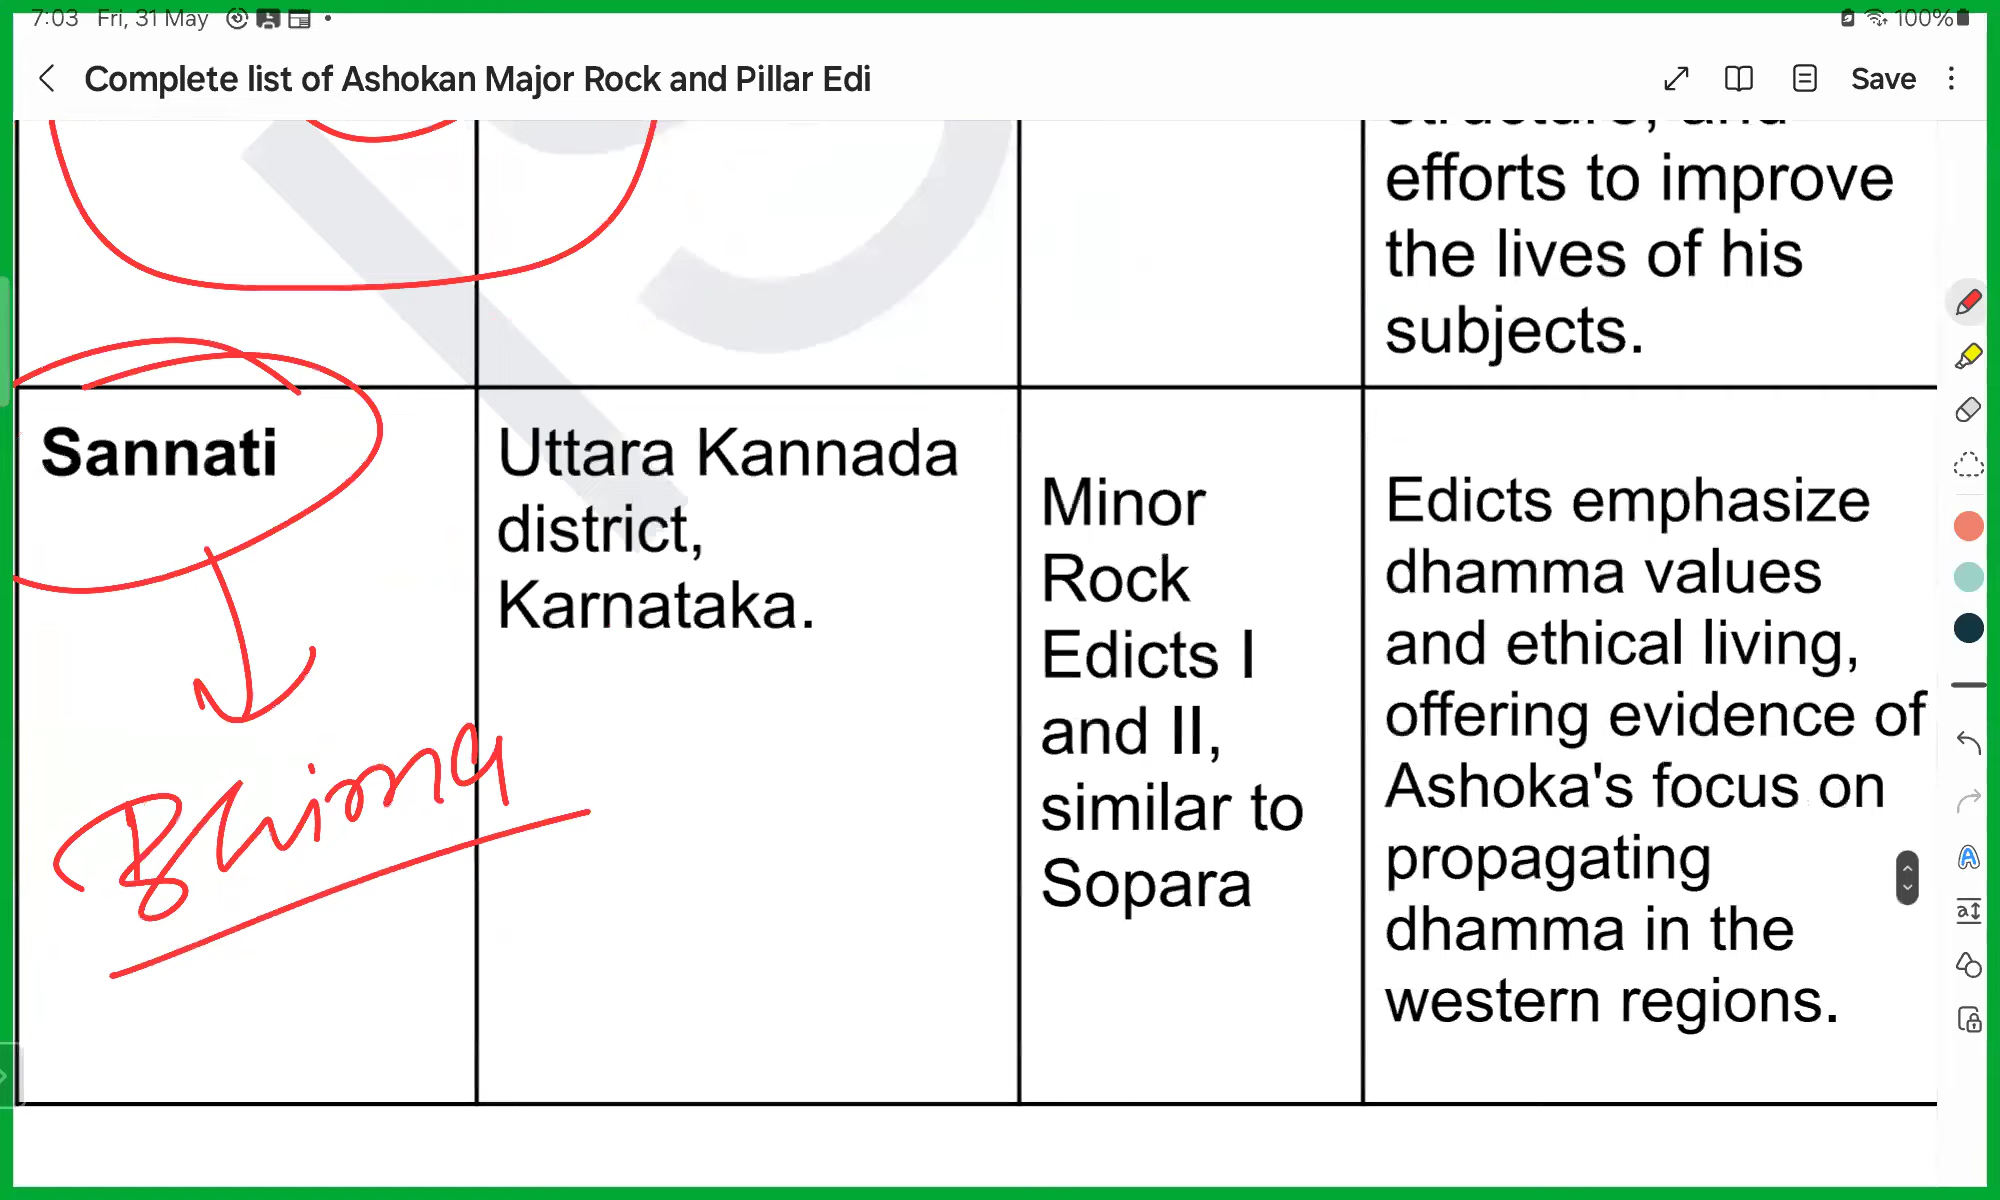 7:03 Fri, 31 May
100%
Complete list of Ashokan Major Rock and Pillar Edi
Save
structure, and
efforts to improve
the lives of his
subjects.
Sannati
Uttara Kannada
district,
Karnataka.
Minor
Rock
Edicts I
and II,
similar to
Sopara
Edicts emphasize
dhamma values
and ethical living,
offering evidence of
Ashoka's focus on
propagating
dhamma in the
western regions.
Bhima